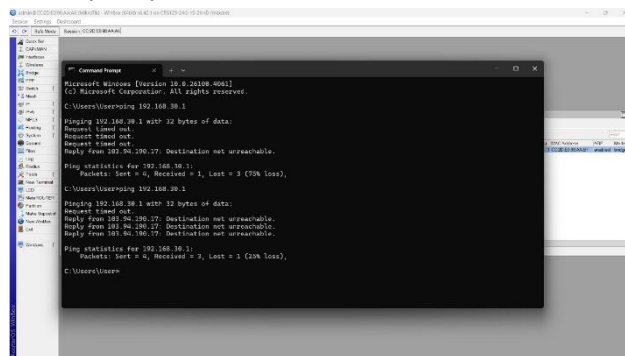 Session Settings Dashboard
Safe Mode
Quick Set
CAPsMAN
Interfaces
Wireless
Bridge
PPP
Switch
Mesh
IP
MPLS
Routing
System
Queues
Files
Log
Radius
Tools
New Terminal
LCD
MetaROUTER
Partition
Make Supout.rif
New WinBox
Exit
Windows
Command Prompt
Microsoft Windows [Version 10.0.26100.4061]
(c) Microsoft Corporation. All rights reserved.
C:\Users\User>ping 192.168.30.1
Pinging 192.168.30.1 with 32 bytes of data:
Request timed out.
Request timed out.
Request timed out.
Reply from 103.94.190.17: Destination net unreachable.
Ping statistics for 192.168.30.1:
Packets: Sent = 4, Received = 1, Lost = 3 (75% loss),
C:\Users\User>ping 192.168.30.1
Pinging 192.168.30.1 with 32 bytes of data:
Request timed out.
Reply from 103.94.190.17: Destination net unreachable.
Reply from 103.94.190.17: Destination net unreachable.
Reply from 103.94.190.17: Destination net unreachable.
Ping statistics for 192.168.30.1:
Packets: Sent = 4, Received = 3, Lost = 1 (25% loss),
C:\Users\User>